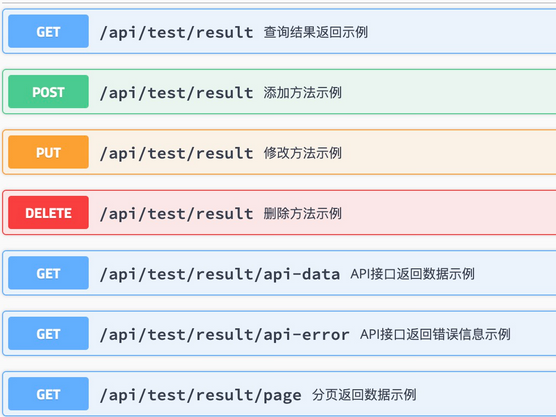 GET /api/test/result 查询结果返回示例
POST /api/test/result 添加方法示例
PUT /api/test/result 修改方法示例
DELETE /api/test/result 删除方法示例
GET /api/test/result/api-data API接口返回数据示例
GET /api/test/result/api-error API接口返回错误信息示例
GET /api/test/result/page 分页返回数据示例